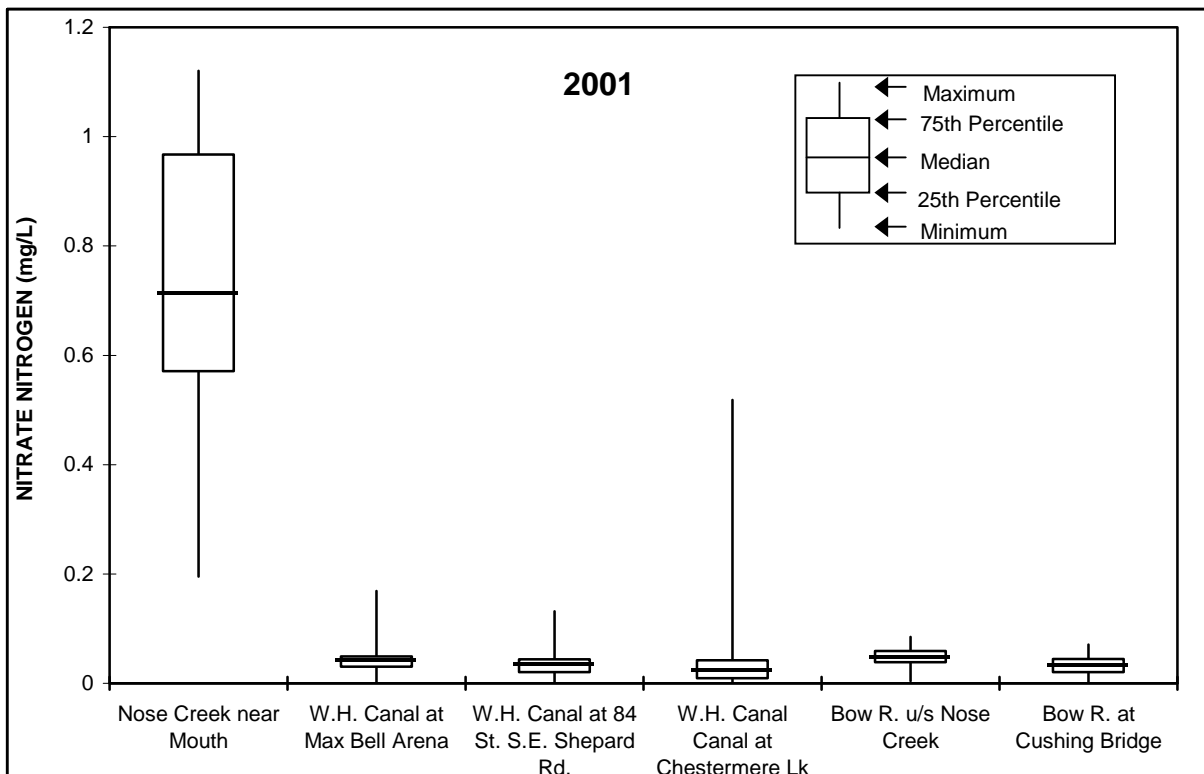 2001
Maximum
75th Percentile
Median
25th Percentile
Minimum
NITRATE NITROGEN (mg/L)
1.2
1
0.8
0.6
0.4
0.2
0
Nose Creek near
Mouth
W.H. Canal at
Max Bell Arena
W.H. Canal at 84
St. S.E. Shepard
Rd.
W.H. Canal
Canal at
Chestermere Lk
Bow R. u/s Nose
Creek
Bow R. at
Cushing Bridge